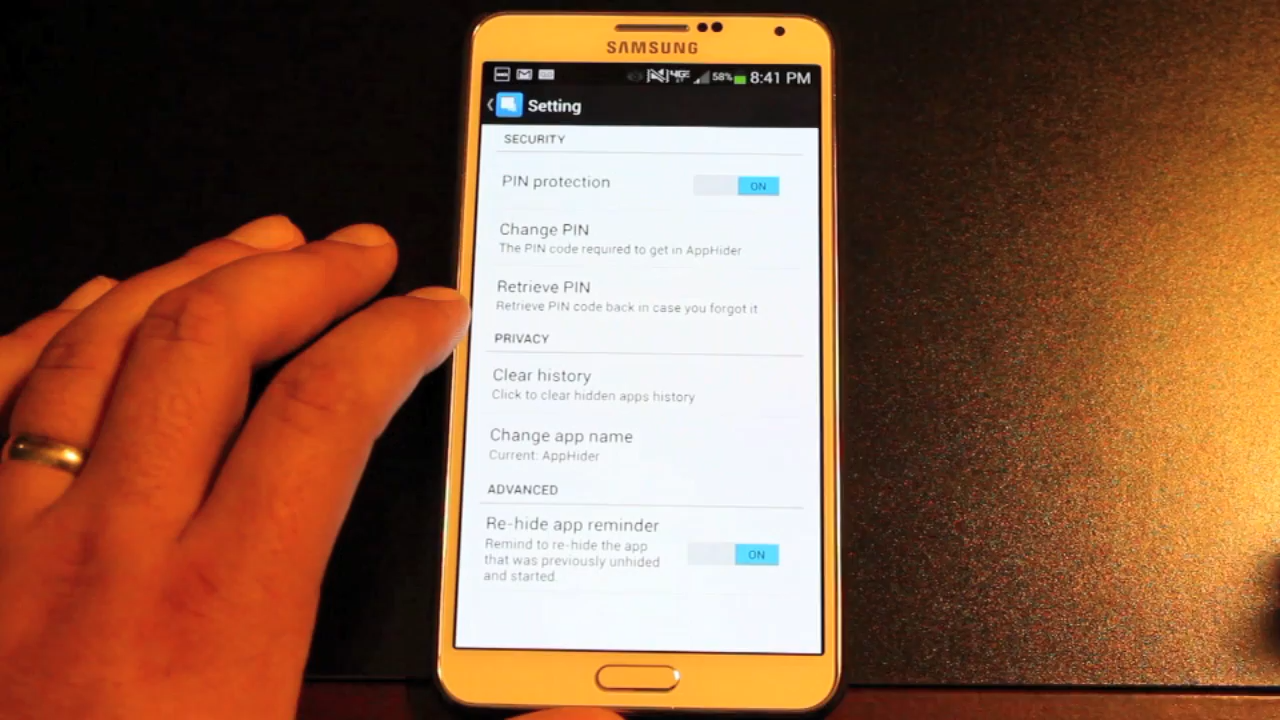 SAMSUNG
4GE 58% 8:41 PM
Setting
SECURITY
PIN protection
ON
Change PIN
The PIN code required to get in AppHider
Retrieve PIN
Retrieve PIN code back in case you forgot it
PRIVACY
Clear history
Click to clear hidden apps history
Change app name
Current: AppHider
ADVANCED
Re-hide app reminder
Remind to re-hide the app
that was previously unhided
and started.
ON